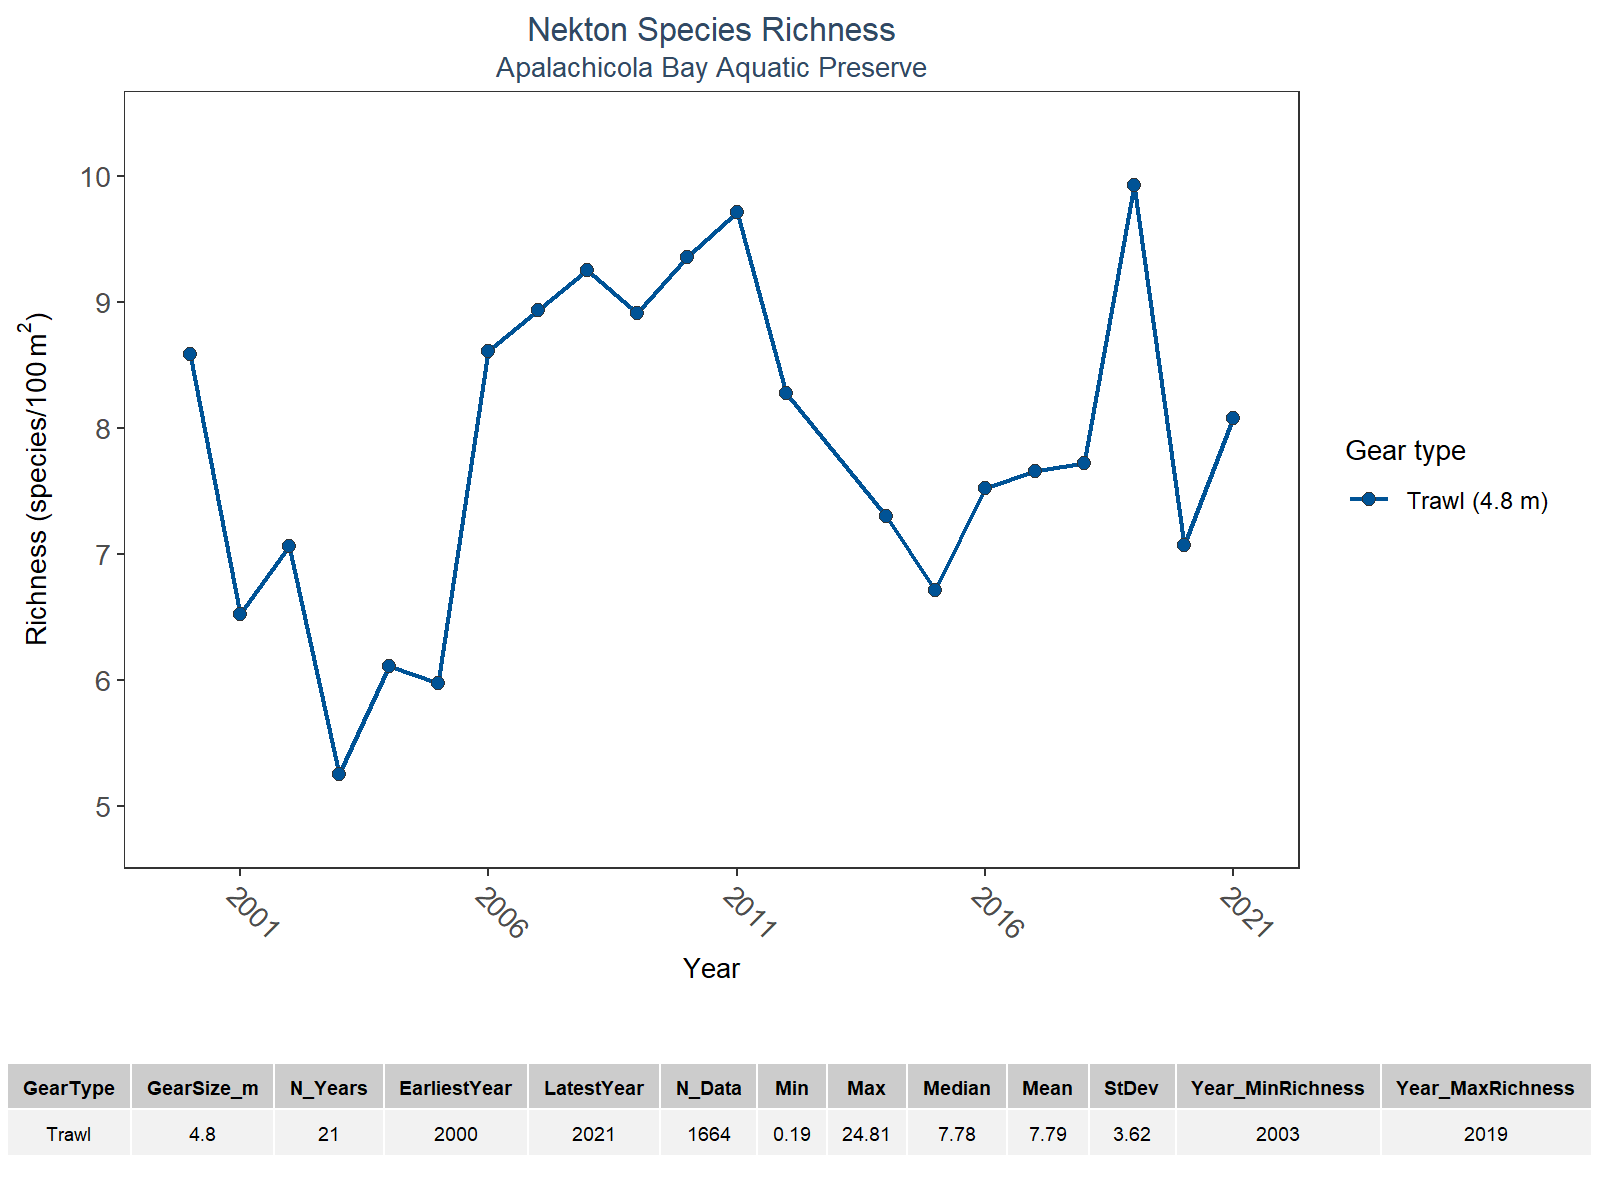 Nekton Species Richness
Apalachicola Bay Aquatic Preserve
Richness (species/100 m²)
10
9
8
7
6
5
2001
2006
2011
2016
2021
Year
Gear type
Trawl (4.8 m)
GearType GearSize_m N_Years EarliestYear LatestYear N_Data Min Max Median Mean StDev Year_MinRichness Year_MaxRichness
Trawl 4.8 21 2000 2021 1664 0.19 24.81 7.78 7.79 3.62 2003 2019